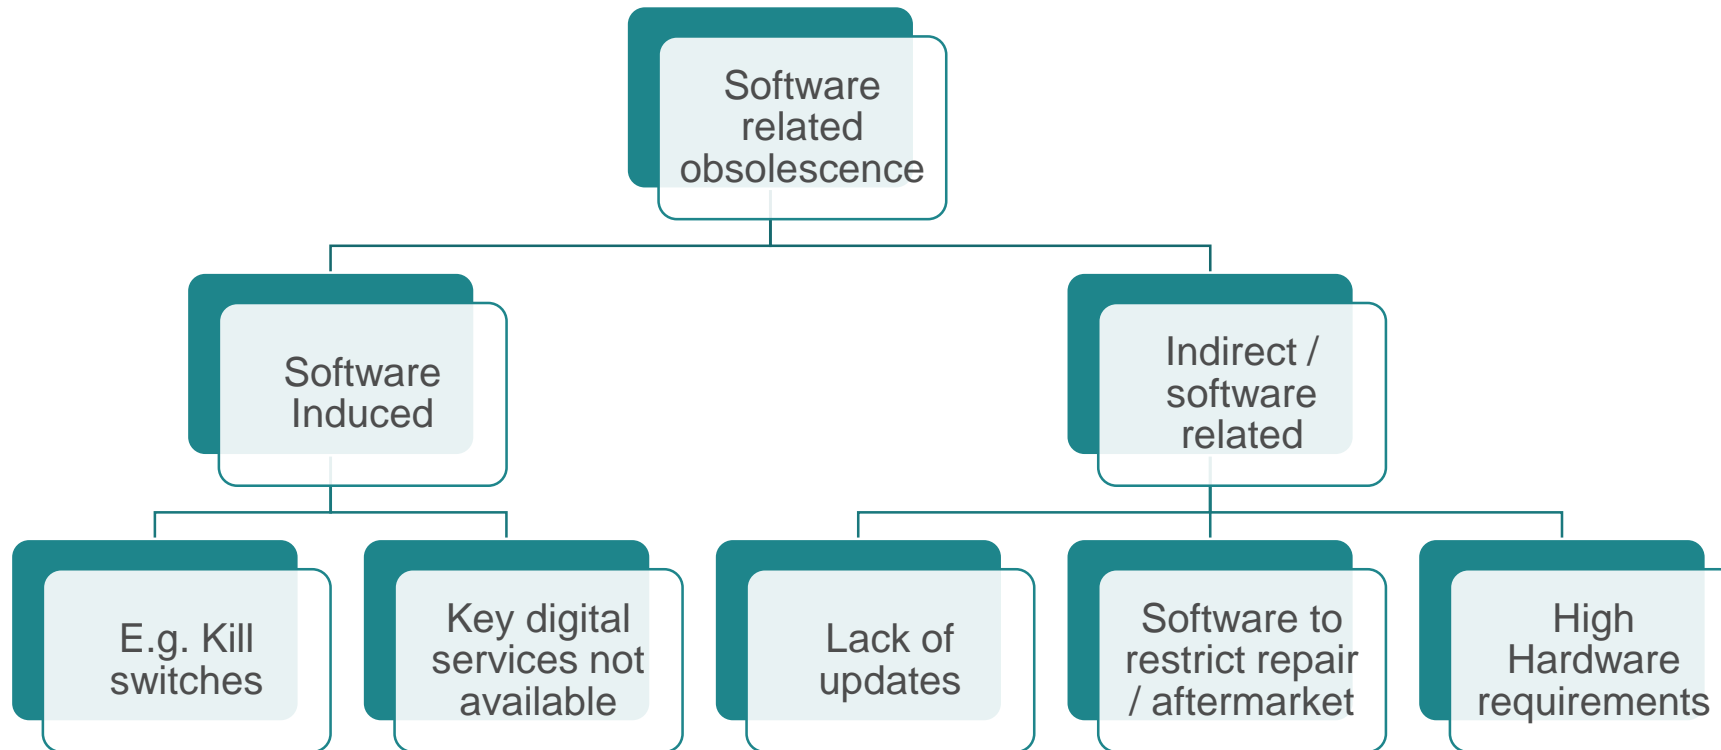 Software
related
obsolescence
Software
Induced
Indirect /
software
related
E.g. Kill
switches
Key digital
services not
available
Lack of
updates
Software to
restrict repair
/ aftermarket
High
Hardware
requirements